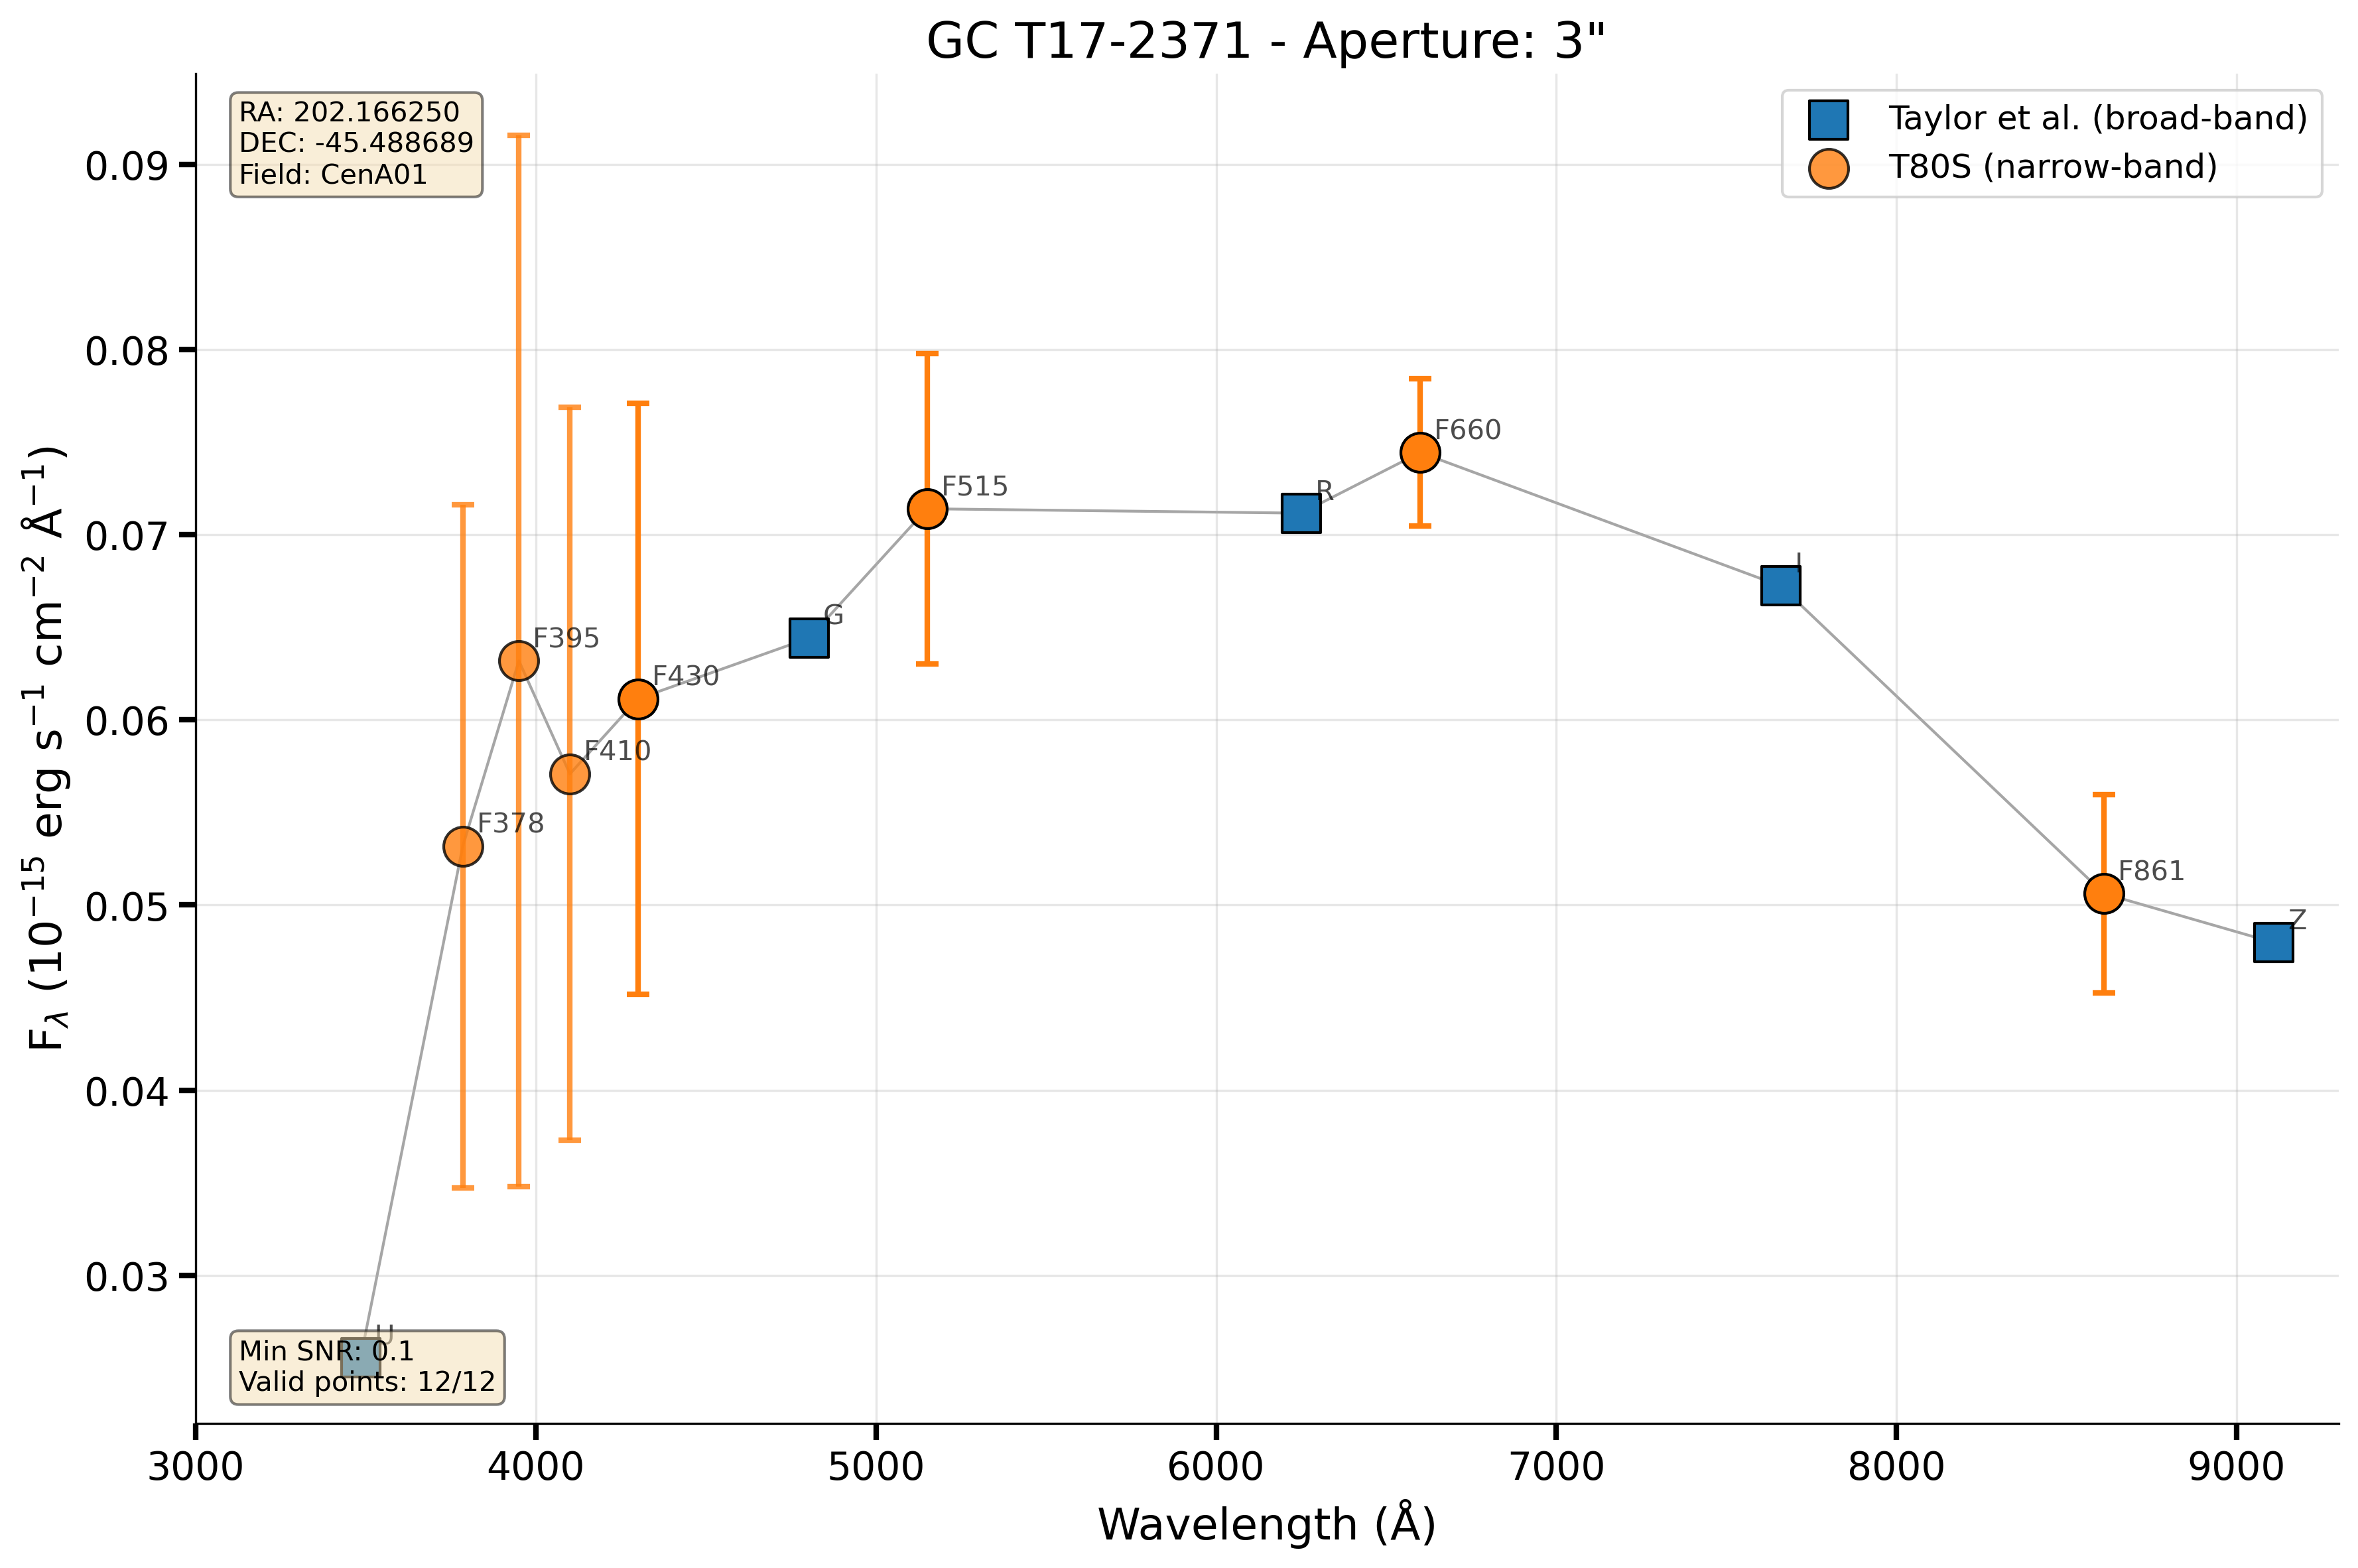 GC T17-2371 - Aperture: 3"
RA: 202.166250
DEC: -45.488689
Field: CenA01
Taylor et al. (broad-band)
T80S (narrow-band)
0.09
0.08
0.07
0.06
0.05
0.04
0.03
F_λ (10⁻¹⁵ erg s⁻¹ cm⁻² Å⁻¹)
U
F378
F395
F410
F430
G
F515
R
F660
I
F861
Z
Min SNR: 0.1
Valid points: 12/12
3000 4000 5000 6000 7000 8000 9000
Wavelength (Å)